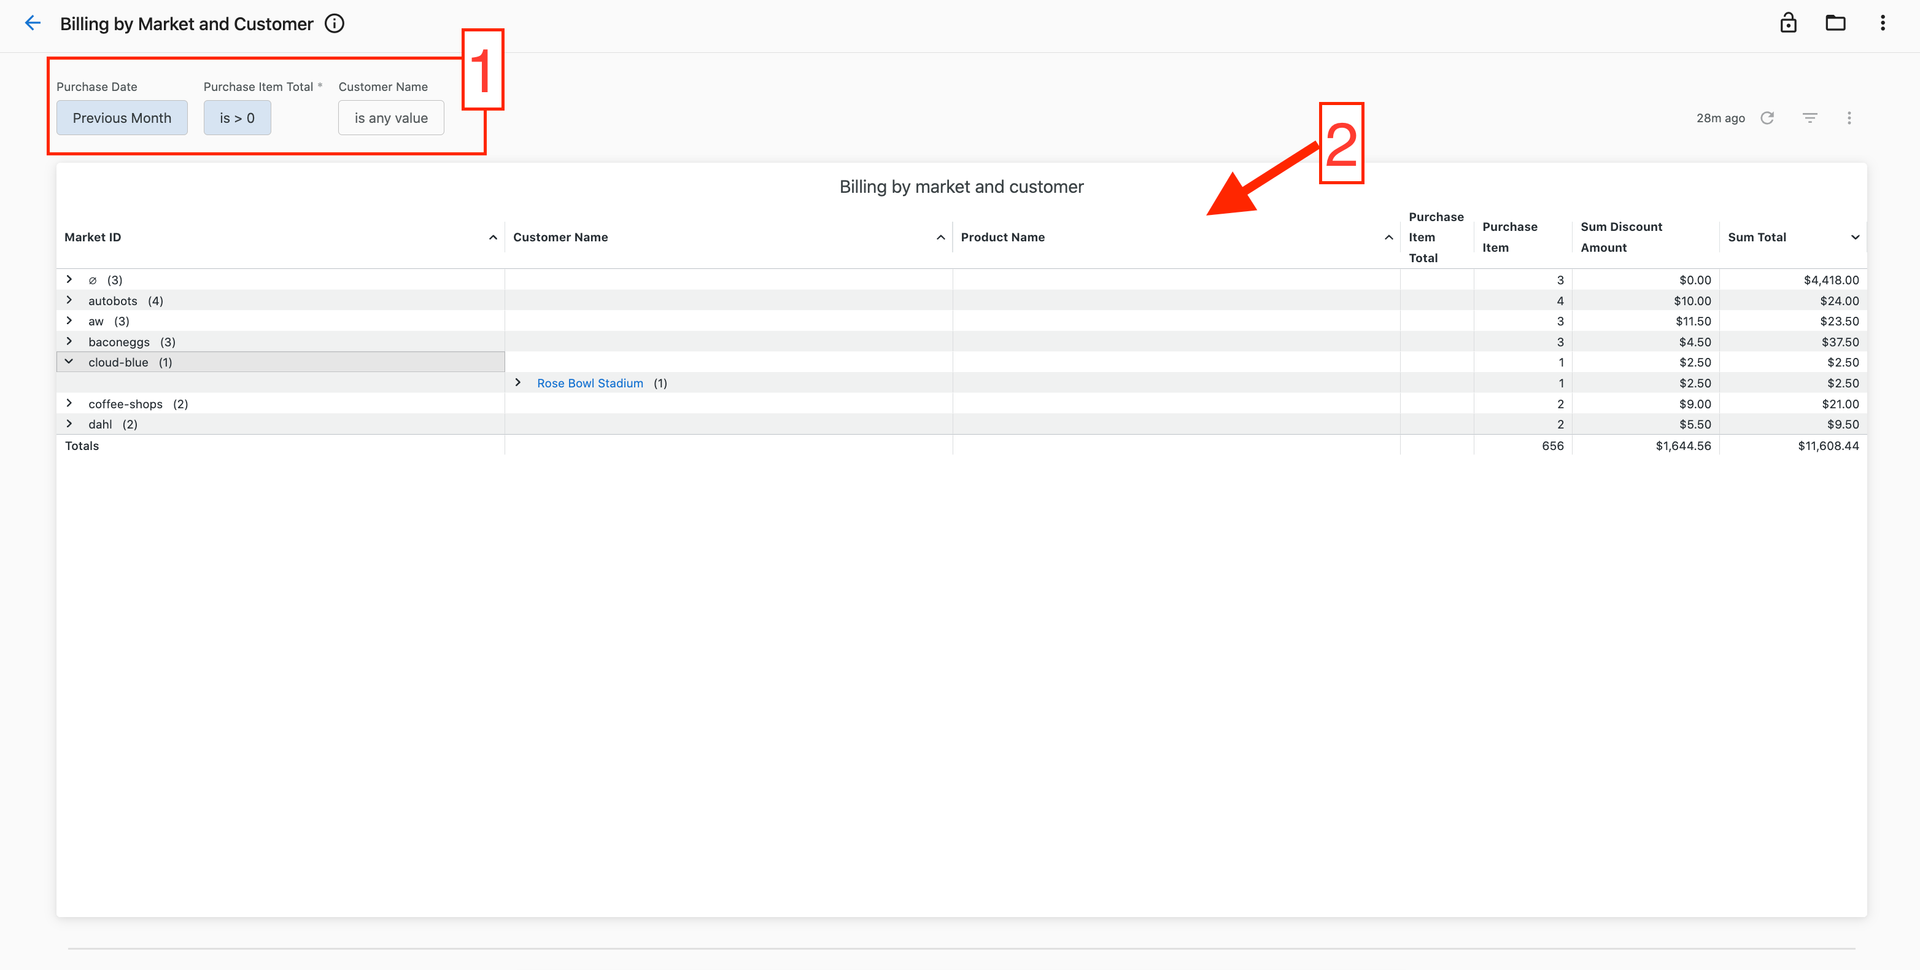 Billing by Market and Customer
1
Purchase Date Purchase Item Total * Customer Name
Previous Month is > 0 is any value
28m ago
2
Billing by market and customer
Market ID Customer Name Product Name Purchase Item Total Purchase Item Sum Discount Amount Sum Total
∅ (3) 3 $0.00 $4,418.00
autobots (4) 4 $10.00 $24.00
aw (3) 3 $11.50 $23.50
baconeggs (3) 3 $4.50 $37.50
cloud-blue (1) 1 $2.50 $2.50
Rose Bowl Stadium (1) 1 $2.50 $2.50
coffee-shops (2) 2 $9.00 $21.00
dahl (2) 2 $5.50 $9.50
Totals 656 $1,644.56 $11,608.44